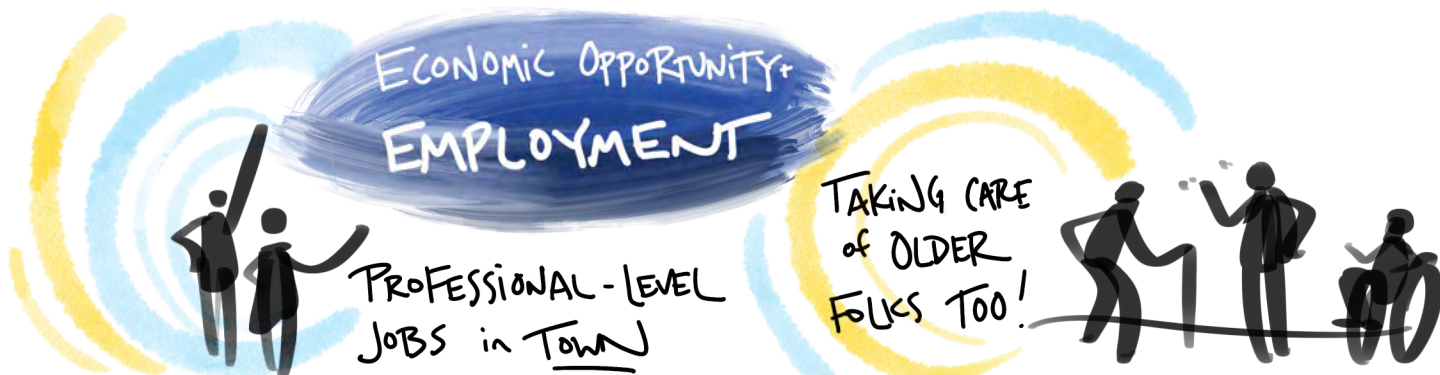 ECONOMIC OPPORTUNITY+
EMPLOYMENT
PROFESSIONAL-LEVEL
JOBS in TOWN
TAKING CARE
of OLDER
FOLKS TOO!